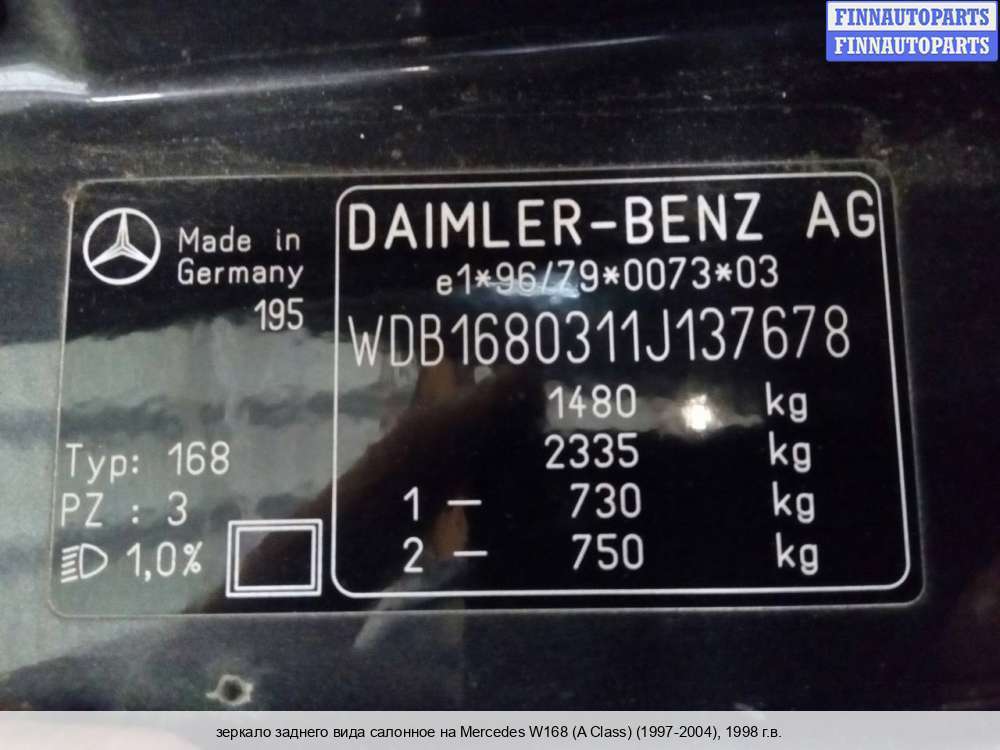 FINNAUTOPARTS
FINNAUTOPARTS
Made in
Germany
195
DAIMLER-BENZ AG
e1*96/79*0073*03
WDB1680311J137678
1480 kg
2335 kg
1 — 730 kg
2 — 750 kg
Typ: 168
PZ : 3
1,0%
зеркало заднего вида салонное на Mercedes W168 (A Class) (1997-2004), 1998 г.в.